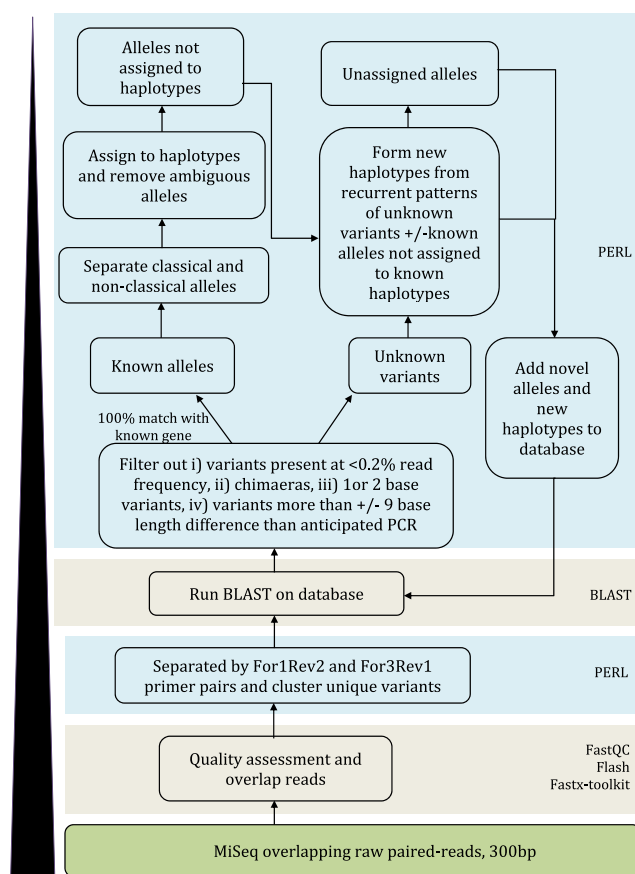 Alleles not
assigned to
haplotypes
Unassigned alleles
Assign to haplotypes
and remove ambiguous
alleles
Form new
haplotypes from
recurrent patterns
of unknown
variants +/-known
alleles not assigned
to known
haplotypes
PERL
Separate classical and
non-classical alleles
Known alleles
Unknown
variants
Add novel
alleles and
new
haplotypes to
database
100% match with
known gene
Filter out i) variants present at <0.2% read
frequency, ii) chimaeras, iii) 1or 2 base
variants, iv) variants more than +/- 9 base
length difference than anticipated PCR
Run BLAST on database
BLAST
Separated by For1Rev2 and For3Rev1
primer pairs and cluster unique variants
PERL
Quality assessment and
overlap reads
FastQC
Flash
Fastx-toolkit
MiSeq overlapping raw paired-reads, 300bp